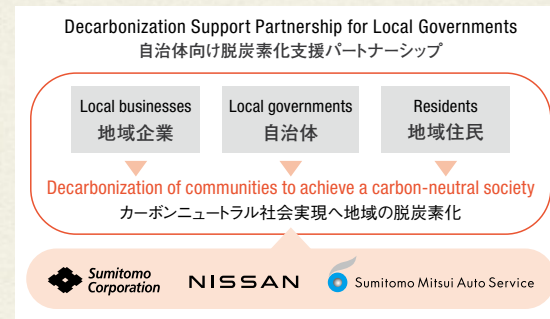 Decarbonization Support Partnership for Local Governments
自治体向け脱炭素化支援パートナーシップ
Local businesses
地域企業
Local governments
自治体
Residents
地域住民
Decarbonization of communities to achieve a carbon-neutral society
カーボンニュートラル社会実現へ地域の脱炭素化
Sumitomo
Corporation
NISSAN
Sumitomo Mitsui Auto Service